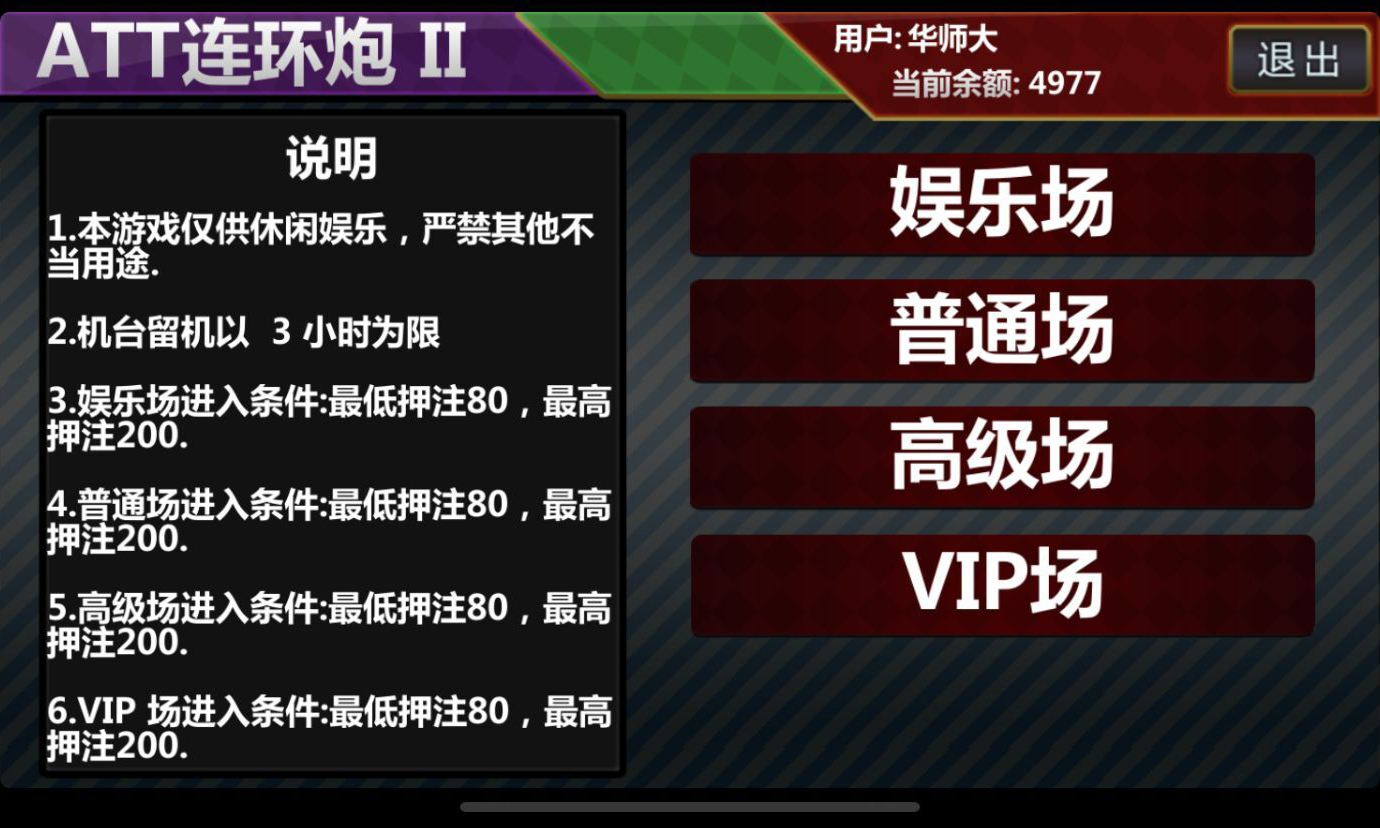 ATT连环炮 II
用户: 华师大
当前余额: 4977
退出
说明
1.本游戏仅供休闲娱乐，严禁其他不
当用途.
2.机台留机以 3 小时为限
3.娱乐场进入条件:最低押注80，最高
押注200.
4.普通场进入条件:最低押注80，最高
押注200.
5.高级场进入条件:最低押注80，最高
押注200.
6.VIP 场进入条件:最低押注80，最高
押注200.
娱乐场
普通场
高级场
VIP场